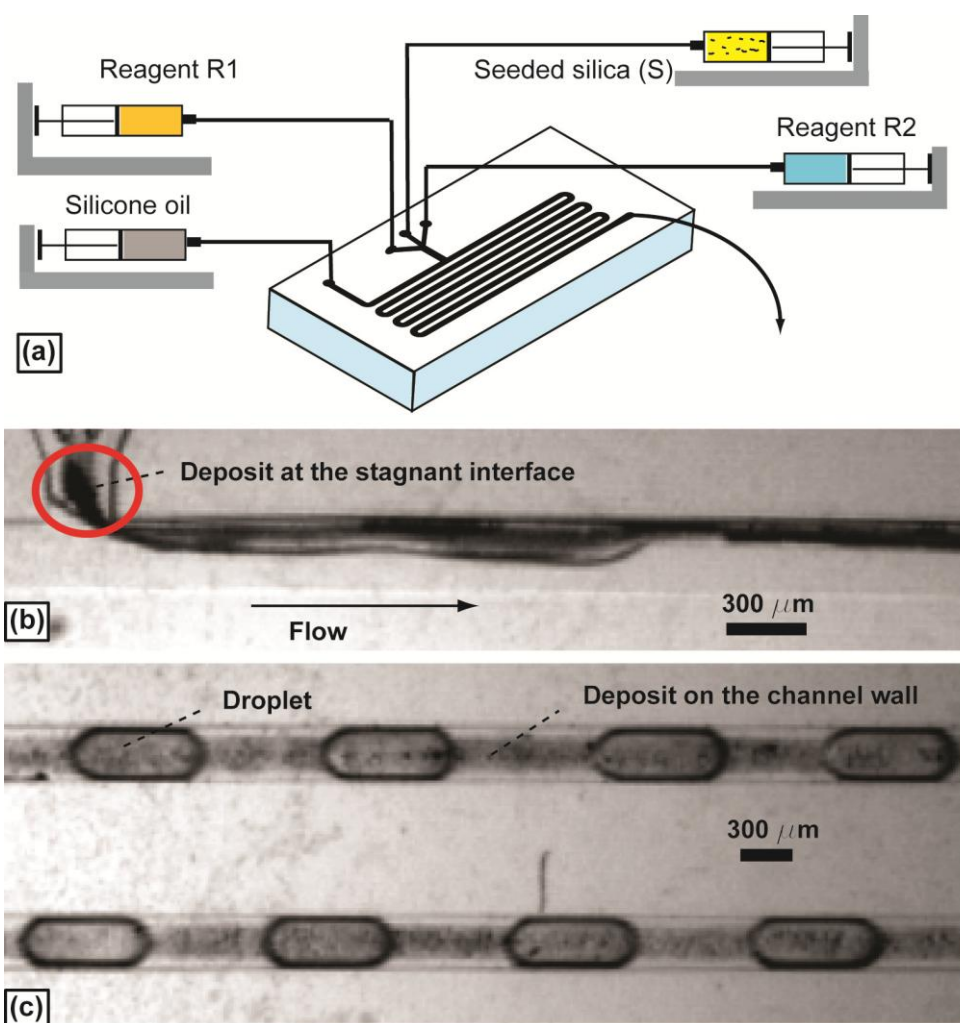 Reagent R1
Seeded silica (S)
Reagent R2
Silicone oil
(a)
Deposit at the stagnant interface
300 μm
(b)
Flow
Droplet
Deposit on the channel wall
300 μm
(c)